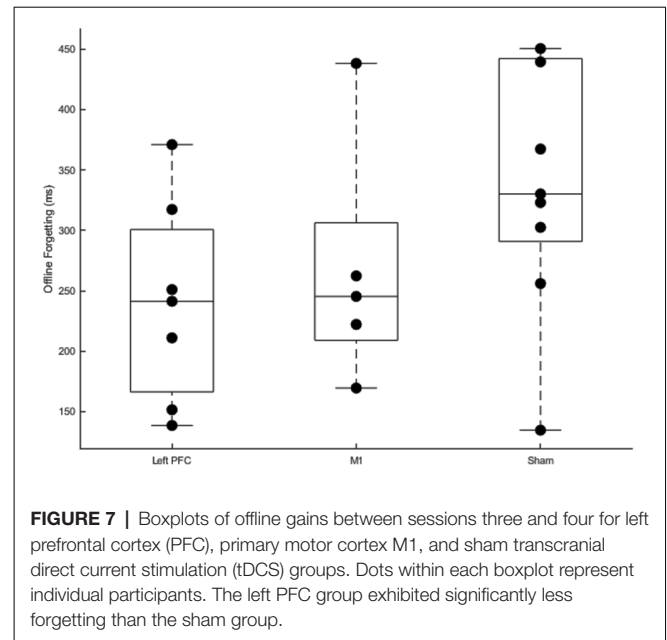 450
400
350
300
250
200
150
Offline Forgetting (ms)
Left PFC
M1
Sham
FIGURE 7 | Boxplots of offline gains between sessions three and four for left
prefrontal cortex (PFC), primary motor cortex M1, and sham transcranial
direct current stimulation (tDCS) groups. Dots within each boxplot represent
individual participants. The left PFC group exhibited significantly less
forgetting than the sham group.